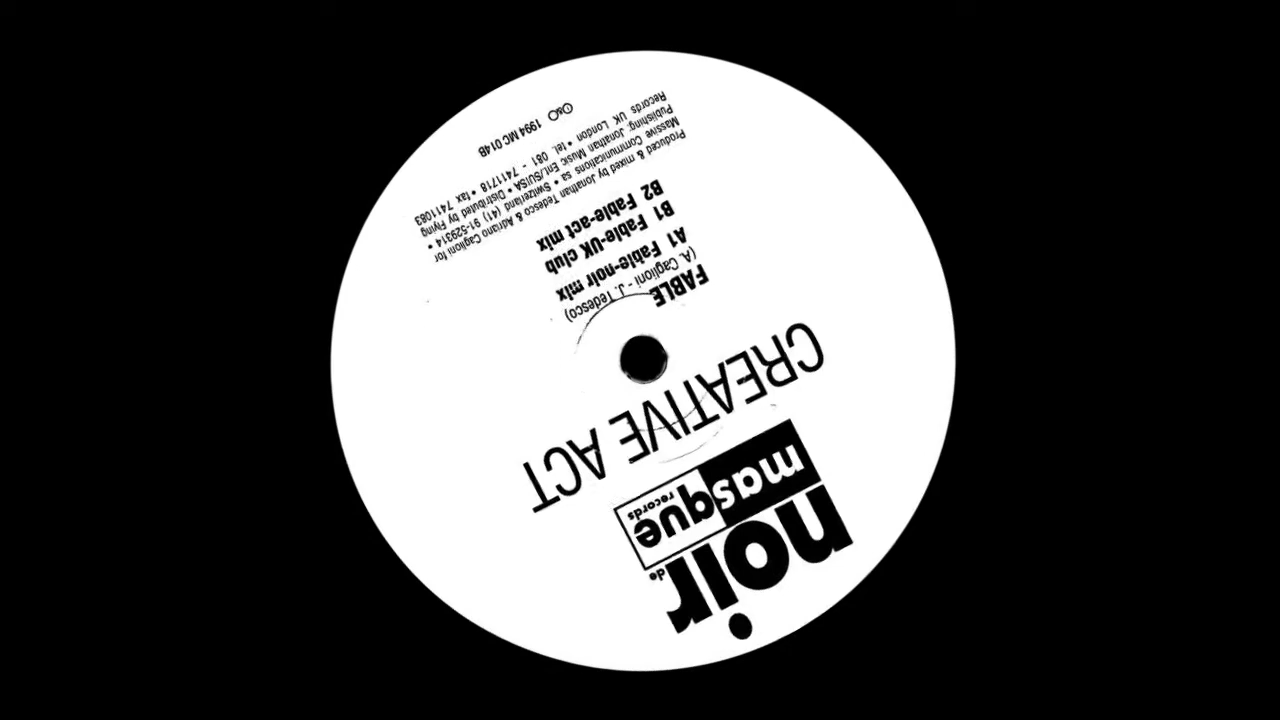 noir
de
masque
records
CREATIVE ACT
FABLE
(A. Caglioni - J. Tedesco)
A1 Fable-noir mix
B1 Fable-UK club
B2 Fable-act mix
Produced & mixed by Jonathan Tedesco & Adriano Caglioni for
Massive Communications sa • Switzerland (41) 91-529314 •
Publishing: Jonathan Music Ent./SUISA • Distributed by Flying
Records UK London • tel. 081 - 7411718 • fax 7411083
Ⓟ&Ⓒ 1994 MC 014B